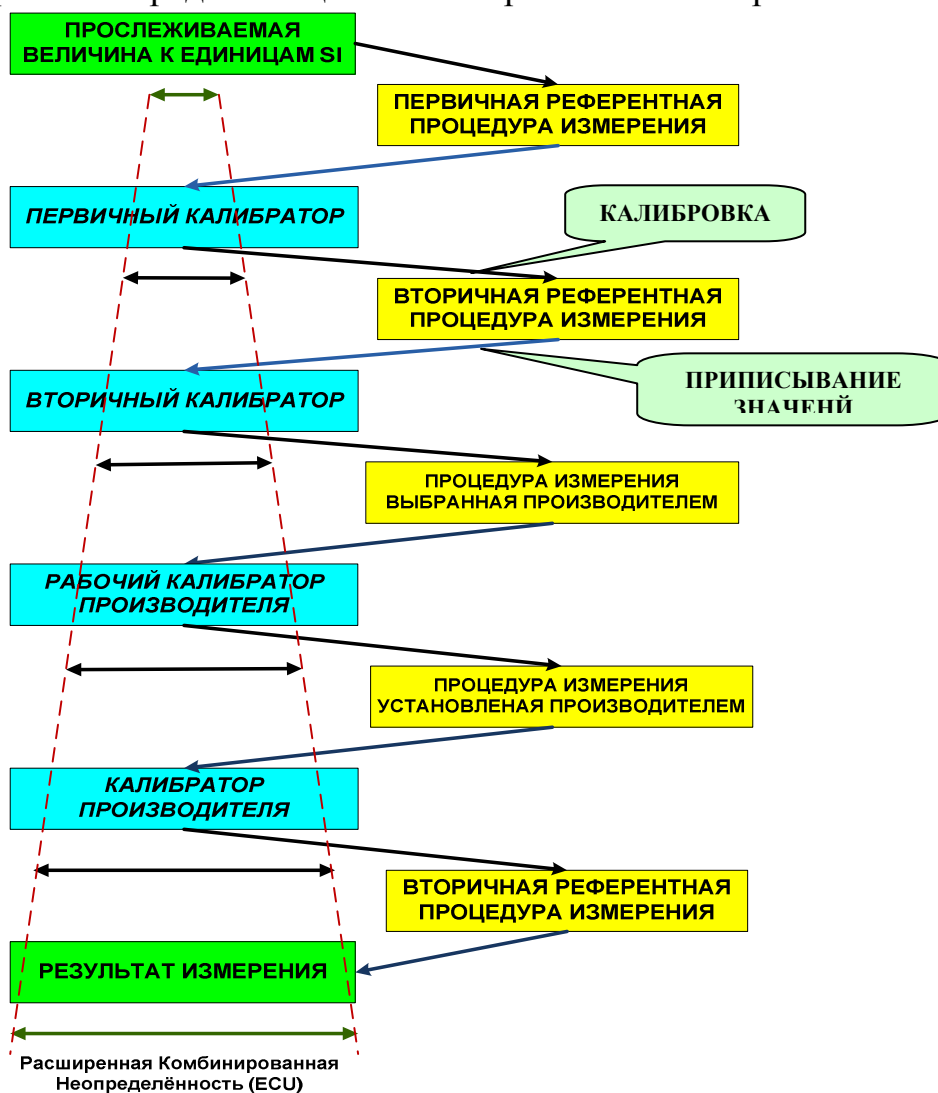 ПРОСЛЕЖИВАЕМАЯ
ВЕЛИЧИНА К ЕДИНИЦАМ SI
ПЕРВИЧНАЯ РЕФЕРЕНТНАЯ
ПРОЦЕДУРА ИЗМЕРЕНИЯ
ПЕРВИЧНЫЙ КАЛИБРАТОР
КАЛИБРОВКА
ВТОРИЧНАЯ РЕФЕРЕНТНАЯ
ПРОЦЕДУРА ИЗМЕРЕНИЯ
ПРИПИСЫВАНИЕ
ЗНАЧЕНЙ
ВТОРИЧНЫЙ КАЛИБРАТОР
ПРОЦЕДУРА ИЗМЕРЕНИЯ
ВЫБРАННАЯ ПРОИЗВОДИТЕЛЕМ
РАБОЧИЙ КАЛИБРАТОР
ПРОИЗВОДИТЕЛЯ
ПРОЦЕДУРА ИЗМЕРЕНИЯ
УСТАНОВЛЕНАЯ ПРОИЗВОДИТЕЛЕМ
КАЛИБРАТОР
ПРОИЗВОДИТЕЛЯ
ВТОРИЧНАЯ РЕФЕРЕНТНАЯ
ПРОЦЕДУРА ИЗМЕРЕНИЯ
РЕЗУЛЬТАТ ИЗМЕРЕНИЯ
Расширенная Комбинированная
Неопределённость (ECU)